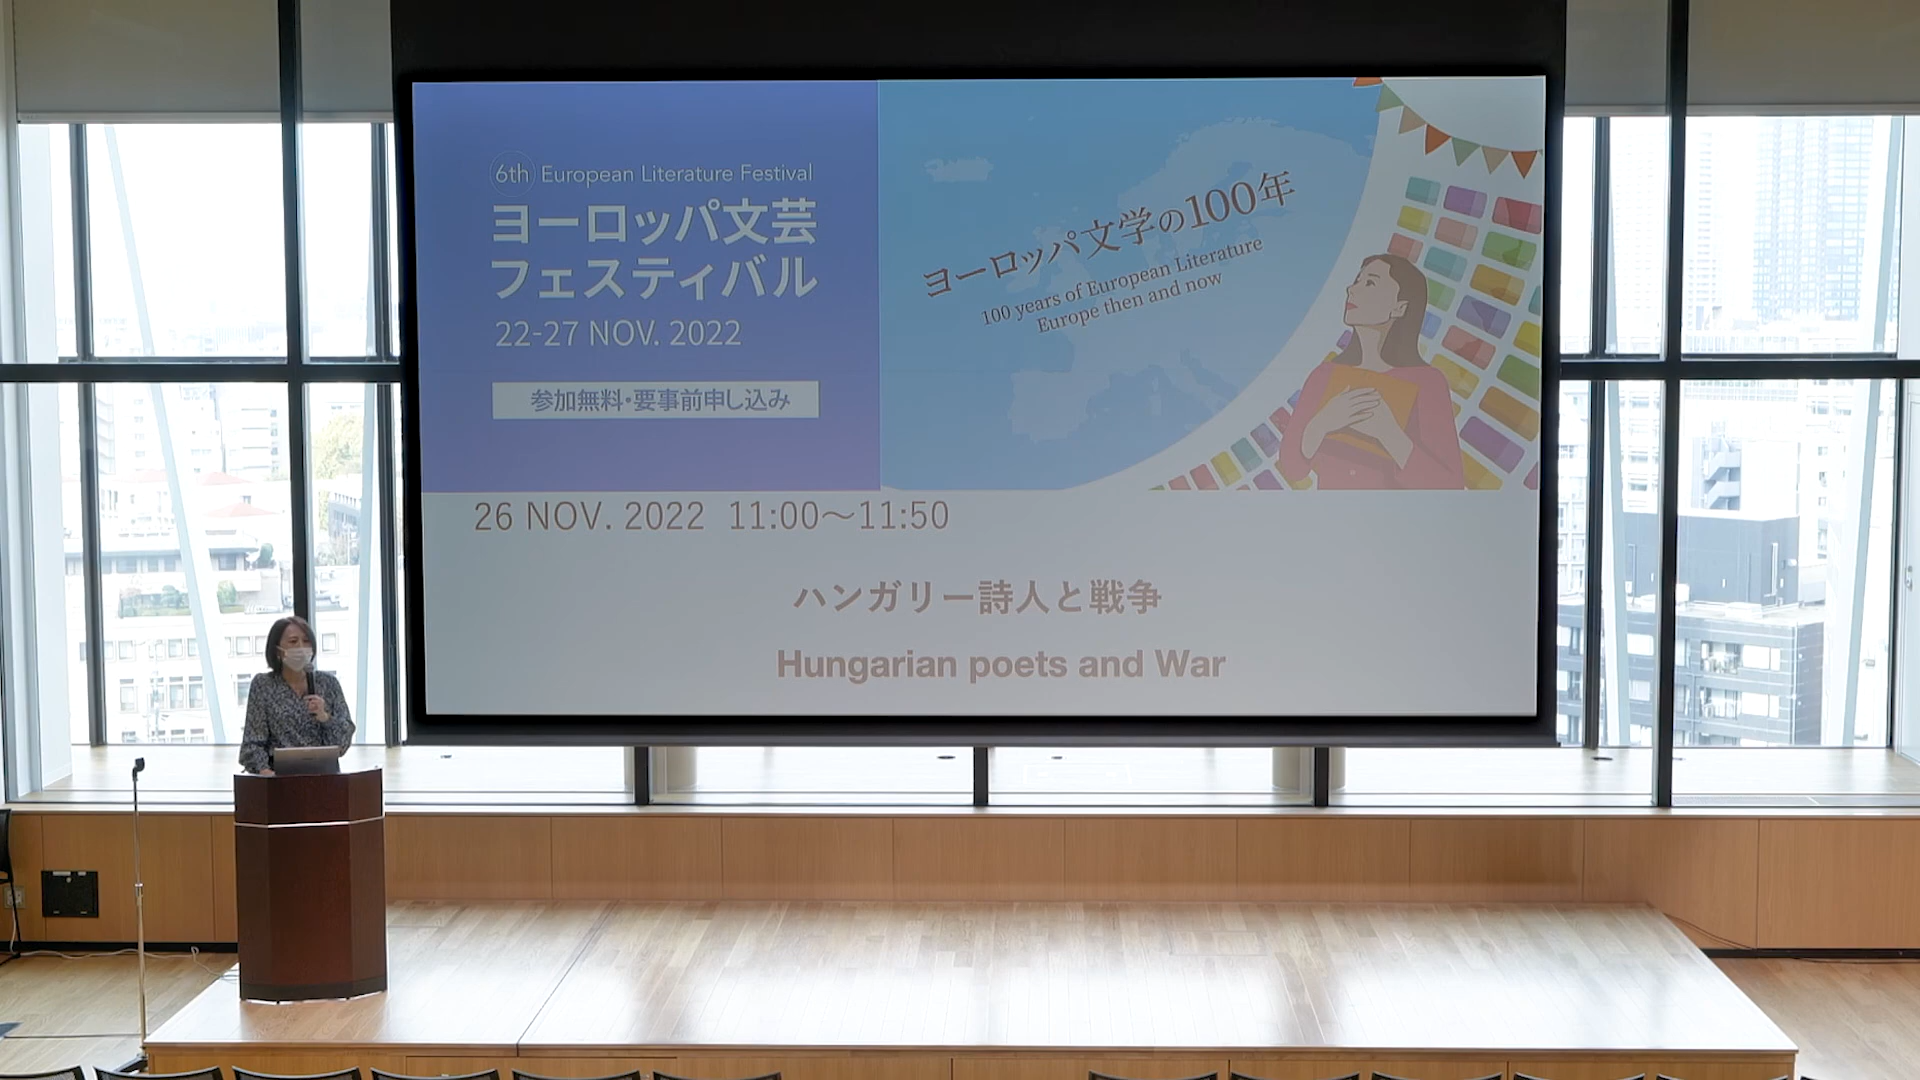 6th European Literature Festival
ヨーロッパ文芸
フェスティバル
22-27 NOV. 2022
参加無料・要事前申し込み
ヨーロッパ文学の100年
100 years of European Literature
Europe then and now
26 NOV. 2022 11:00～11:50
ハンガリー詩人と戦争
Hungarian poets and War